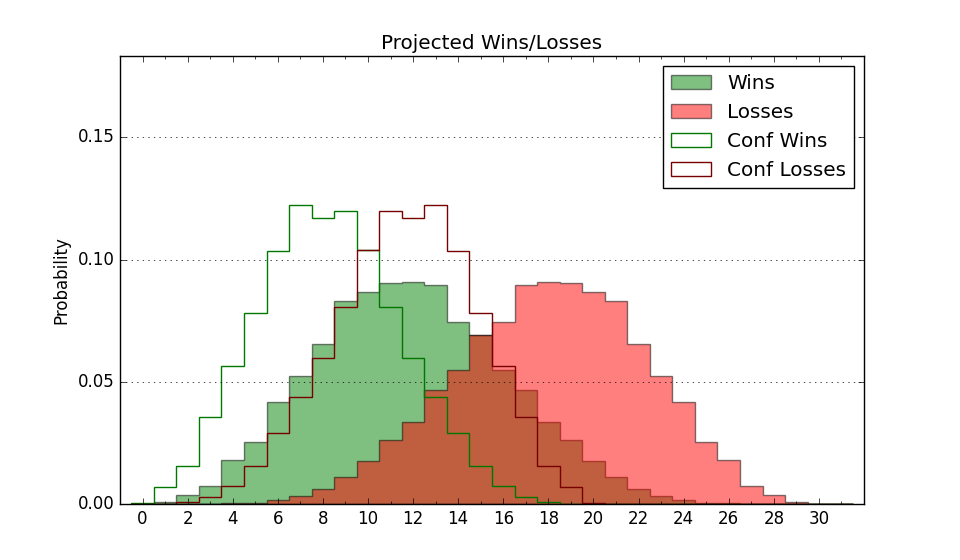 Projected Wins/Losses
Wins
Losses
Conf Wins
Conf Losses
Probability
0.15
0.10
0.05
0.00
0 2 4 6 8 10 12 14 16 18 20 22 24 26 28 30